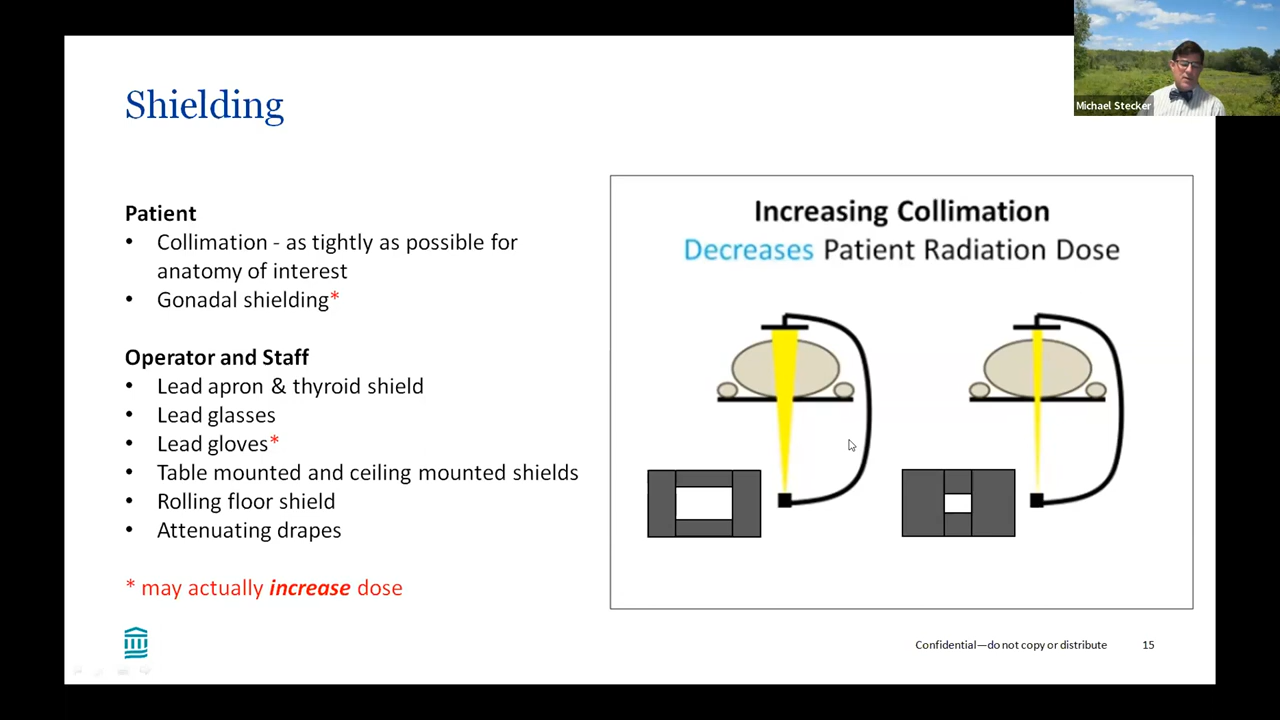 Michael Stecker
Shielding
Patient
• Collimation - as tightly as possible for
anatomy of interest
• Gonadal shielding*
Operator and Staff
• Lead apron & thyroid shield
• Lead glasses
• Lead gloves*
• Table mounted and ceiling mounted shields
• Rolling floor shield
• Attenuating drapes
* may actually increase dose
Increasing Collimation
Decreases Patient Radiation Dose
Confidential—do not copy or distribute 15